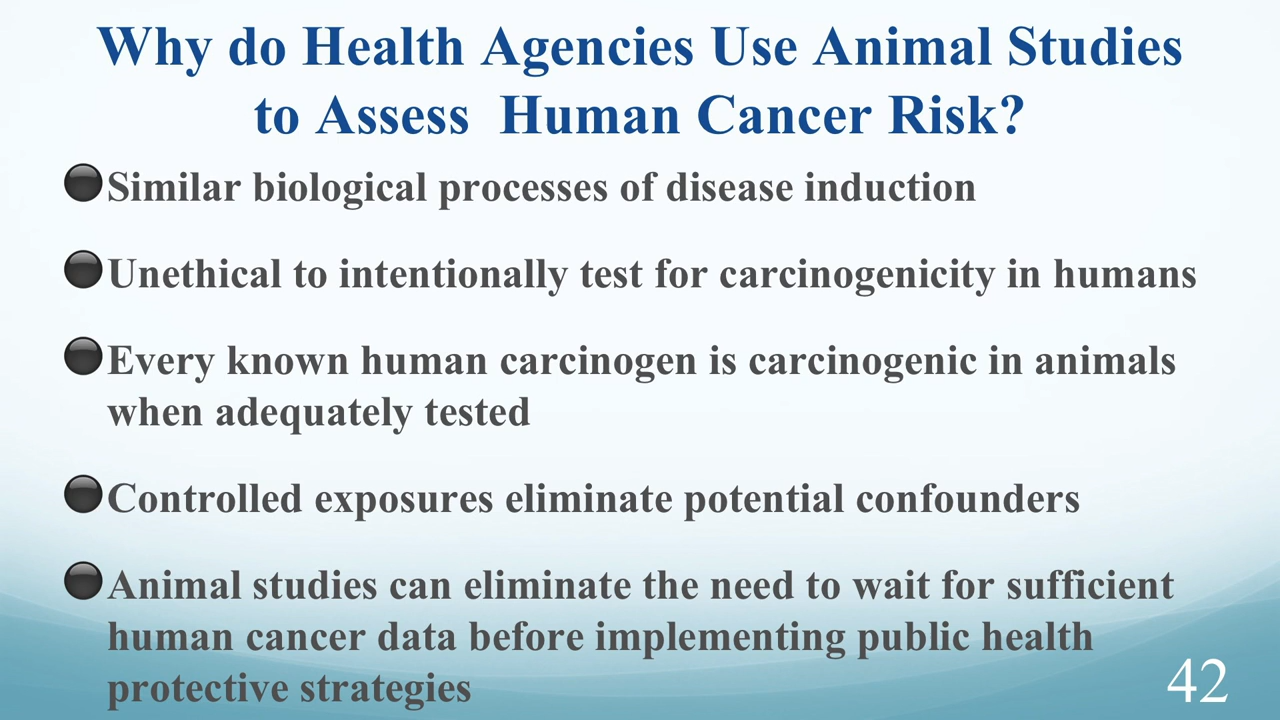 Why do Health Agencies Use Animal Studies
to Assess  Human Cancer Risk?
Similar biological processes of disease induction
Unethical to intentionally test for carcinogenicity in humans
Every known human carcinogen is carcinogenic in animals
when adequately tested
Controlled exposures eliminate potential confounders
Animal studies can eliminate the need to wait for sufficient
human cancer data before implementing public health
protective strategies
42